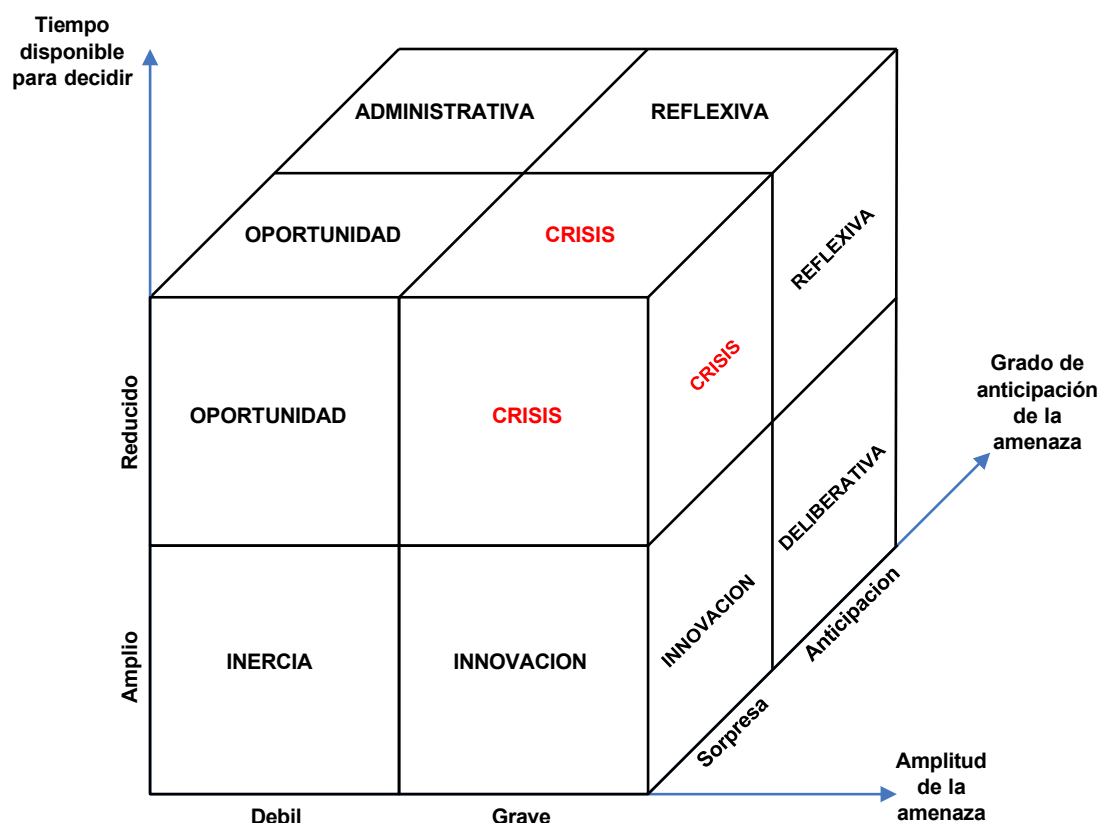 Tiempo
disponible
para decidir
ADMINISTRATIVA
REFLEXIVA
OPORTUNIDAD
CRISIS
REFLEXIVA
Reducido
OPORTUNIDAD
CRISIS
CRISIS
Grado de
anticipación
de la
amenaza
Amplio
INERCIA
INNOVACION
INNOVACION
DELIBERATIVA
Sorpresa
Anticipacion
Debil
Grave
Amplitud
de la
amenaza